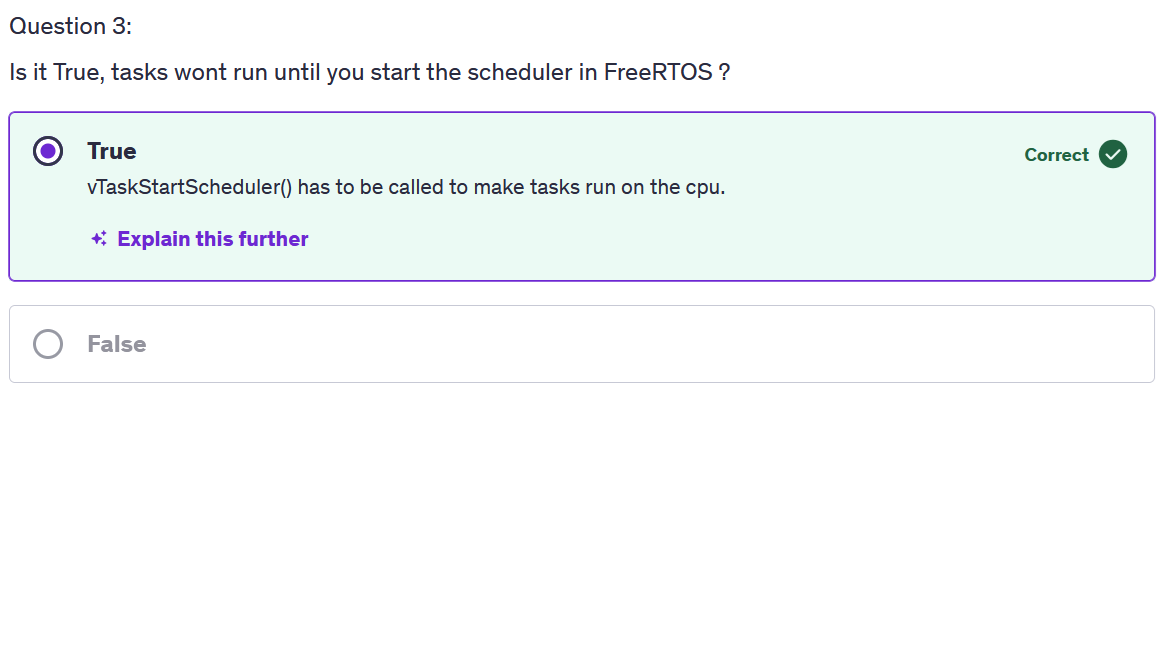 Question 3:
Is it True, tasks wont run until you start the scheduler in FreeRTOS ?
True
Correct
vTaskStartScheduler() has to be called to make tasks run on the cpu.
Explain this further
False